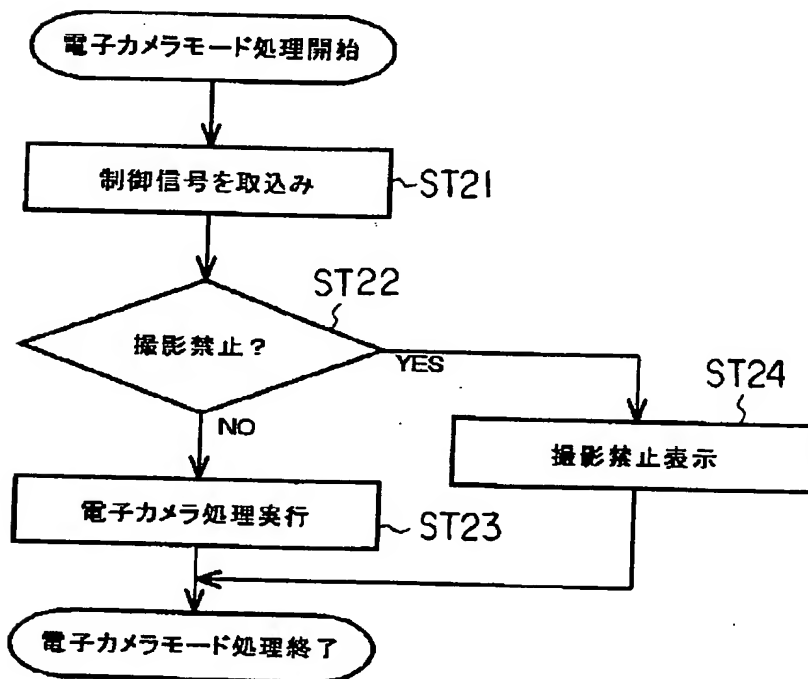 電子カメラモード処理開始
制御信号を取込み
ST21
ST22
撮影禁止?
YES
ST24
NO
撮影禁止表示
電子カメラ処理実行
ST23
電子カメラモード処理終了